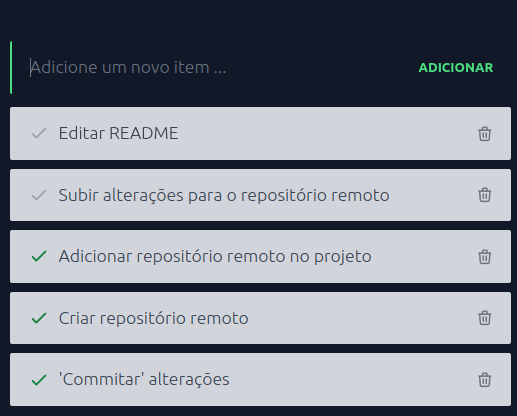 Adicione um novo item ...
ADICIONAR
Editar README
Subir alterações para o repositório remoto
Adicionar repositório remoto no projeto
Criar repositório remoto
'Commitar' alterações